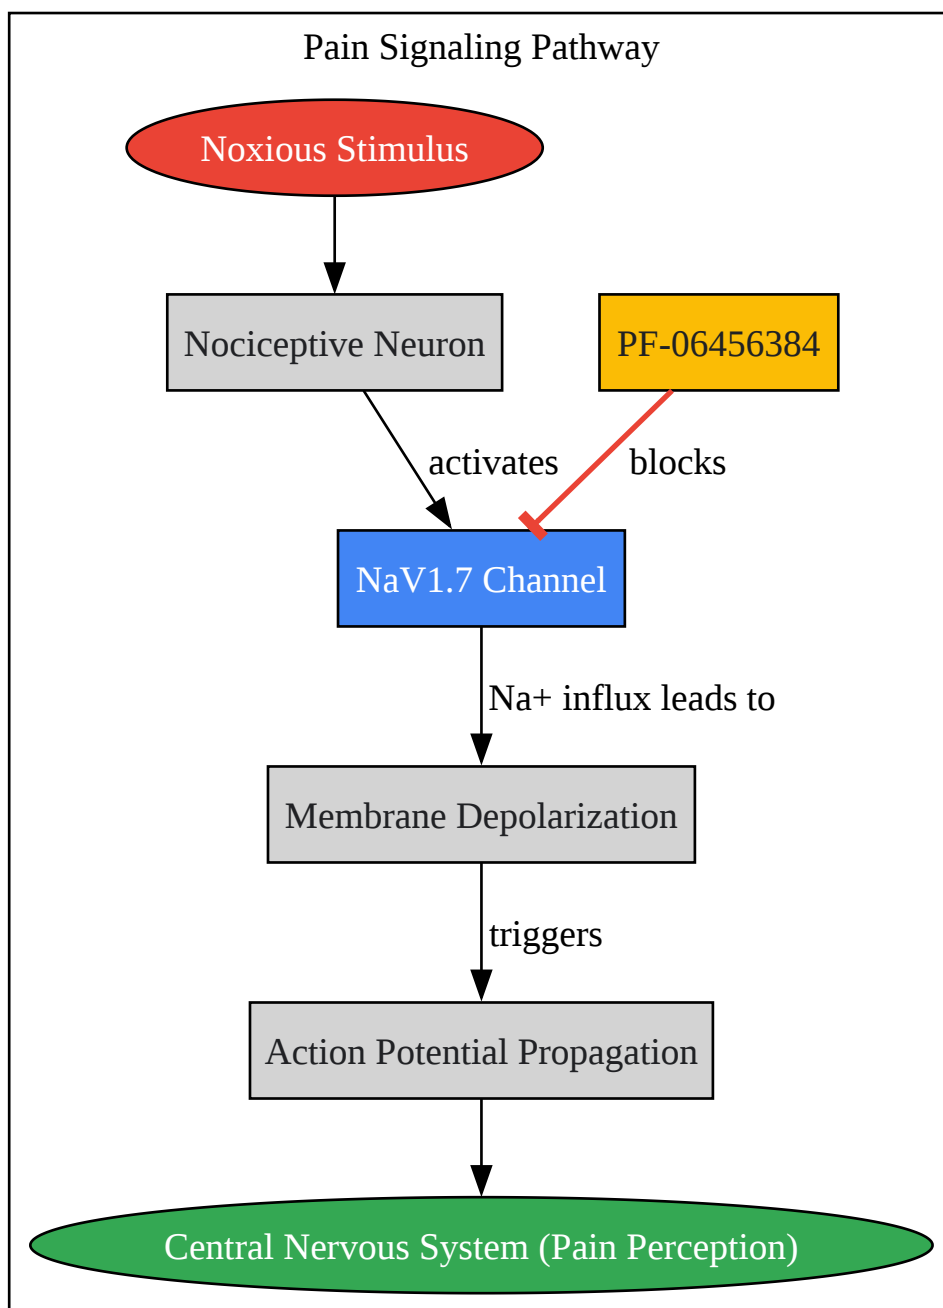 Pain Signaling Pathway
Noxious Stimulus
Nociceptive Neuron
PF-06456384
activates
blocks
NaV1.7 Channel
Na+ influx leads to
Membrane Depolarization
triggers
Action Potential Propagation
Central Nervous System (Pain Perception)